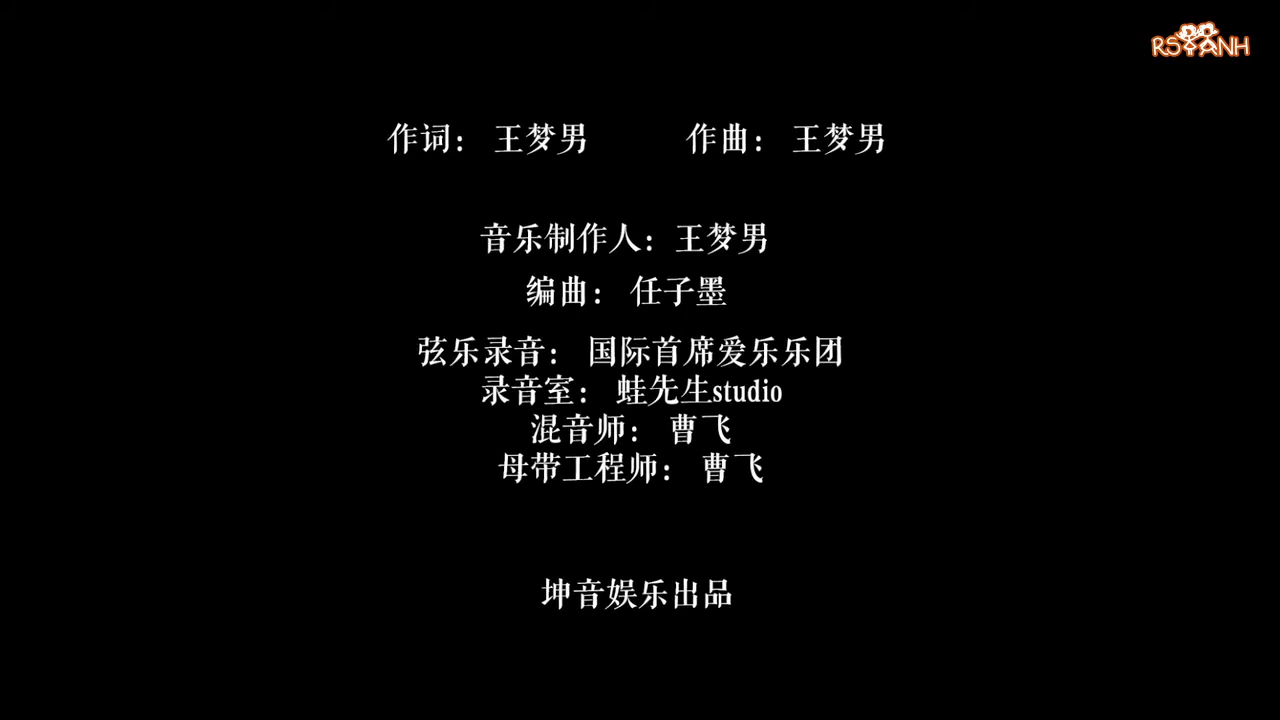 RSYANH
作词： 王梦男 作曲： 王梦男
音乐制作人：王梦男
编曲： 任子墨
弦乐录音： 国际首席爱乐乐团
录音室： 蛙先生studio
混音师： 曹飞
母带工程师： 曹飞
坤音娱乐出品